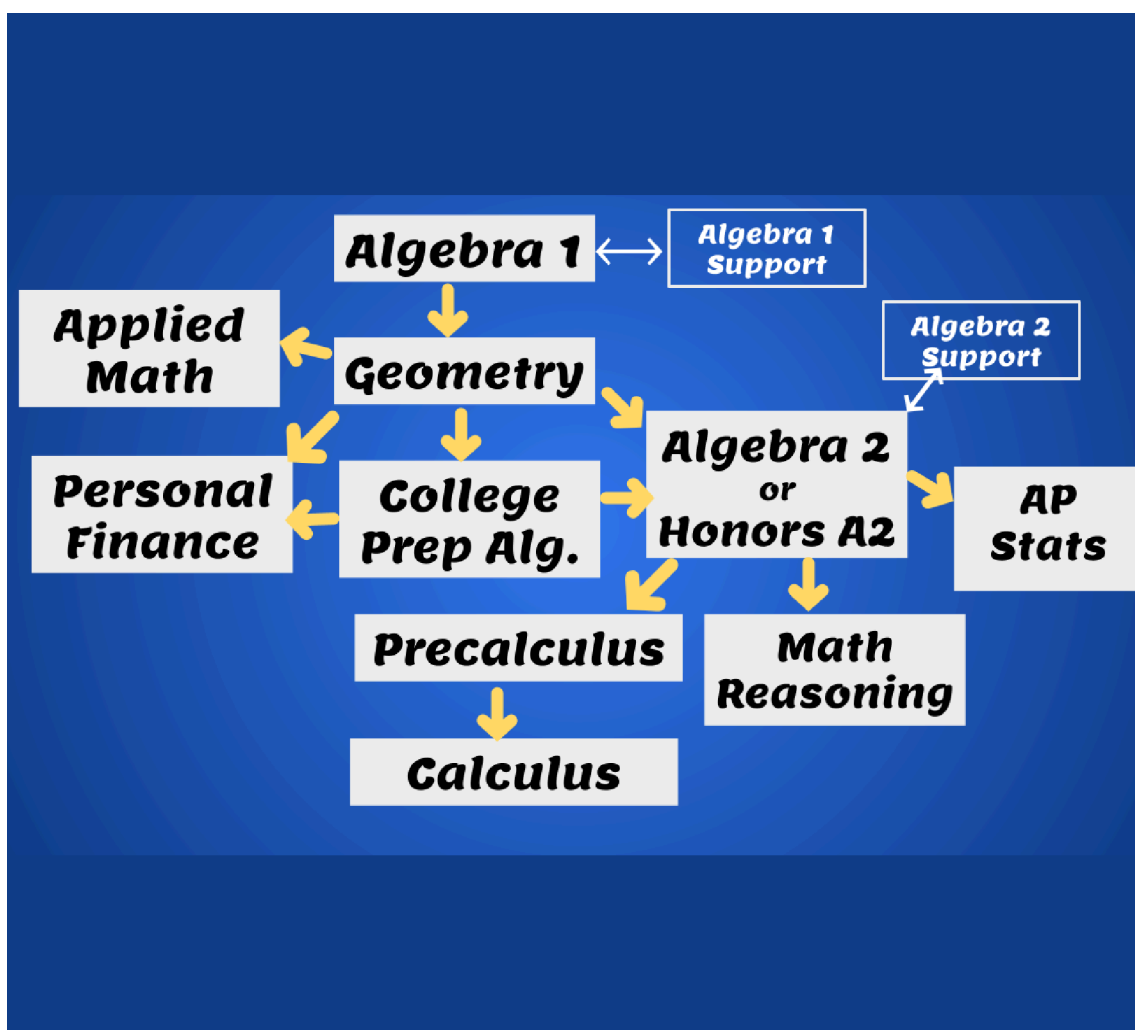 Algebra 1
Algebra 1
Support
Applied
Math
Geometry
Algebra 2
Support
Personal
Finance
College
Prep Alg.
Algebra 2
or
Honors A2
AP
Stats
Precalculus
Math
Reasoning
Calculus